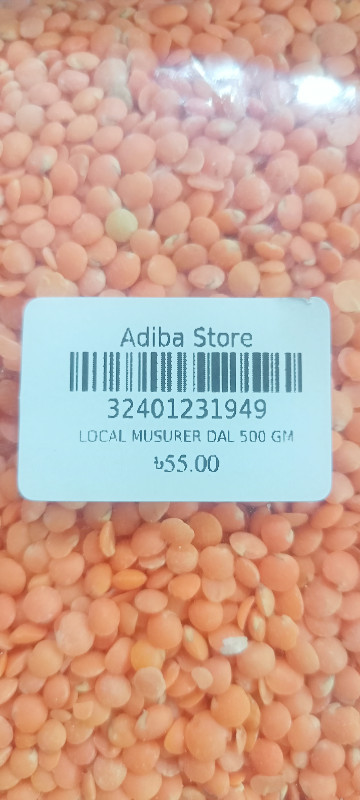 Adiba Store
32401231949
LOCAL MUSURER DAL 500 GM
৳55.00